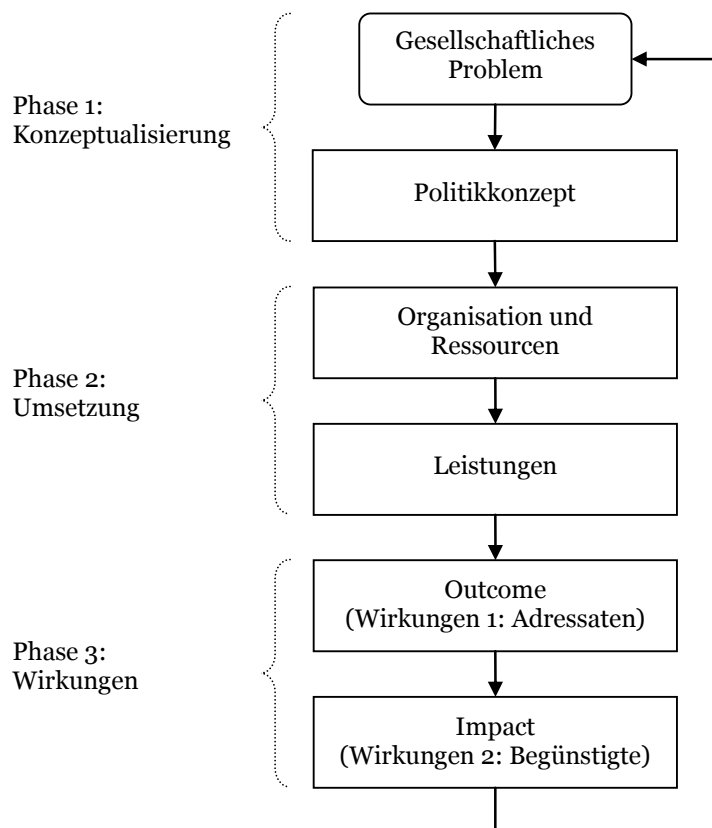 Gesellschaftliches
Problem
Phase 1:
Konzeptualisierung
Politikkonzept
Organisation und
Ressourcen
Phase 2:
Umsetzung
Leistungen
Outcome
(Wirkungen 1: Adressaten)
Phase 3:
Wirkungen
Impact
(Wirkungen 2: Begünstigte)